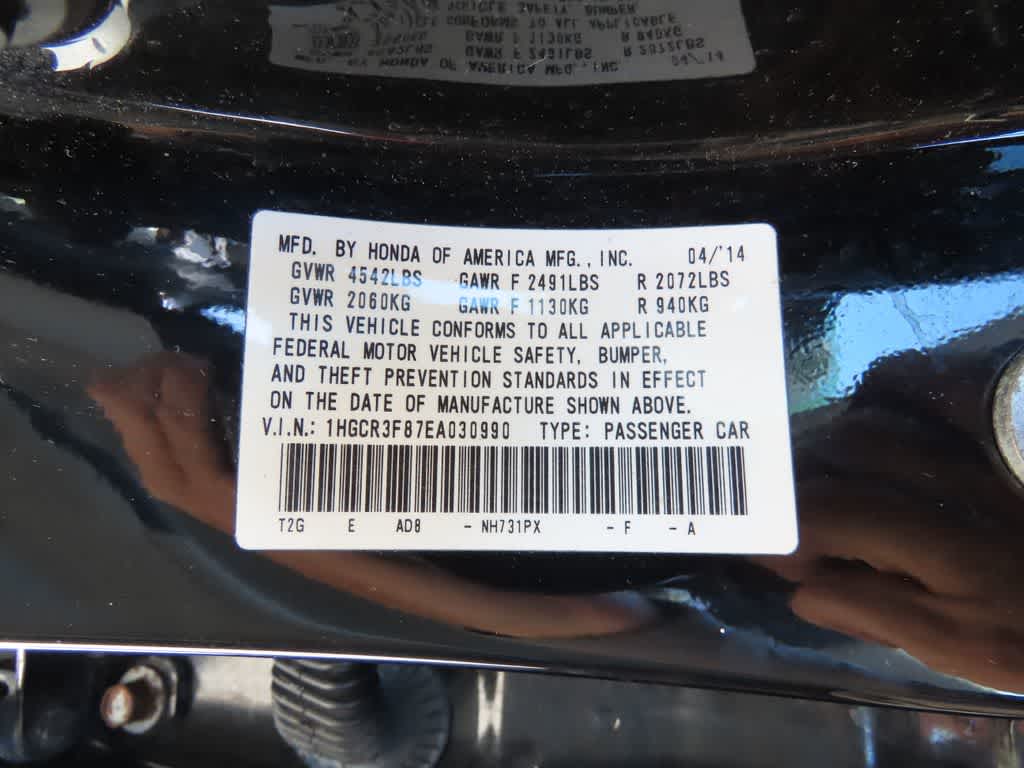 MFD. BY HONDA OF AMERICA MFG., INC. 04/'14
GVWR 4542LBS GAWR F 2491LBS R 2072LBS
GVWR 2060KG GAWR F 1130KG R 940KG
THIS VEHICLE CONFORMS TO ALL APPLICABLE
FEDERAL MOTOR VEHICLE SAFETY, BUMPER,
AND THEFT PREVENTION STANDARDS IN EFFECT
ON THE DATE OF MANUFACTURE SHOWN ABOVE.
V.I.N.: 1HGCR3F87EA030990 TYPE: PASSENGER CAR
T2G E AD8 - NH731PX - F - A